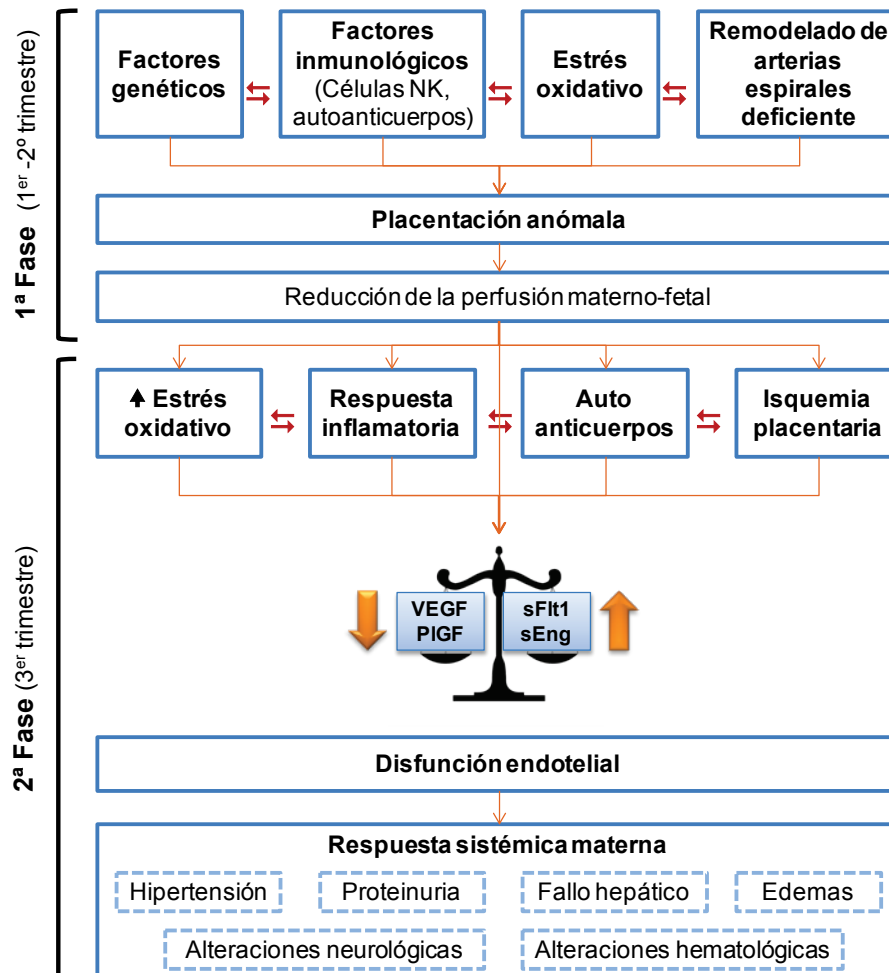 1ª Fase (1er -2º trimestre)
Factores
genéticos
Factores
inmunológicos
(Células NK,
autoanticuerpos)
Estrés
oxidativo
Remodelado de
arterias
espirales
deficiente
Placentación anómala
Reducción de la perfusión materno-fetal
2ª Fase (3er trimestre)
Estrés
oxidativo
Respuesta
inflamatoria
Auto
anticuerpos
Isquemia
placentaria
VEGF
PlGF
sFlt1
sEng
Disfunción endotelial
Respuesta sistémica materna
Hipertensión
Proteinuria
Fallo hepático
Edemas
Alteraciones neurológicas
Alteraciones hematológicas